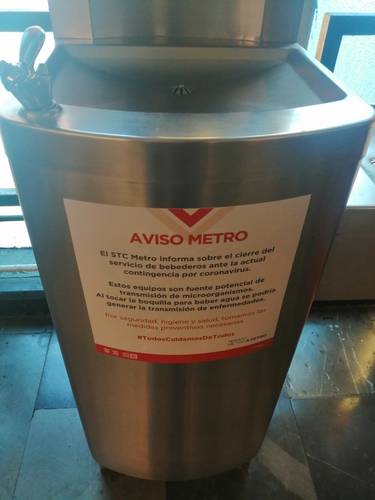 AVISO METRO
El STC Metro informa sobre el cierre del
servicio de bebederos ante la actual
contingencia por coronavirus.
Estos equipos son fuente potencial de
transmisión de microorganismos.
Al tocar la boquilla para beber agua se podría
generar la transmisión de enfermedades.
Por seguridad, higiene y salud, tomamos las
medidas preventivas necesarias
#TodosCuidamosDeTodos